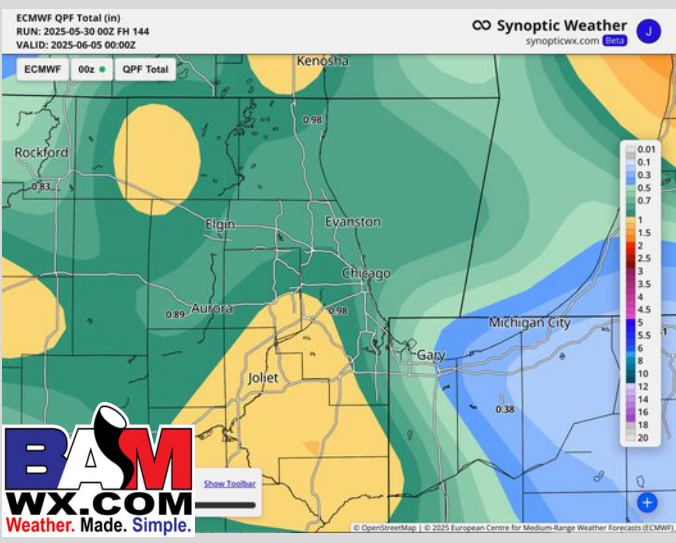 ECMWF QPF Total (in)
RUN: 2025-05-30 00Z FH 144
VALID: 2025-06-05 00:00Z
Synoptic Weather
synopticwx.com Beta
J
ECMWF
00z
QPF Total
Kenosha
0.98
Rockford
0.83
Elgin
Evanston
Chicago
0.89
Aurora
0.98
Michigan City
Gary
Joliet
0.38
0.01
0.1
0.3
0.5
0.7
1
1.5
2
2.5
3
3.5
4
4.5
5
5.5
6
8
10
12
14
16
18
20
+
Show Toolbar
BAM
WX.COM
Weather. Made. Simple.
© OpenStreetMap | © 2025 European Centre for Medium-Range Weather Forecasts (ECMWF)